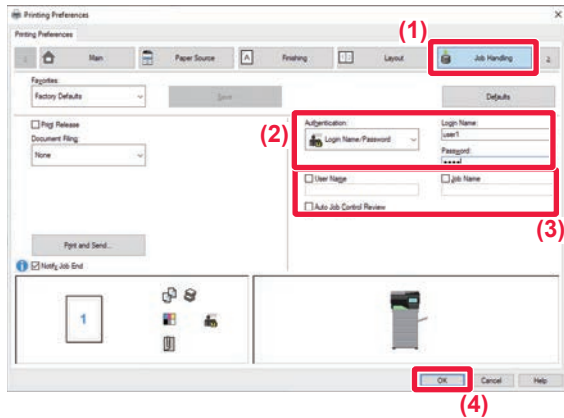 Printing Preferences
Printing Preferences
(1)
Main
Paper Source
A
Finishing
Layout
Job Handling
Favorites:
Factory Defaults
Save
Defaults
Print Release
Document Filing:
None
(2)
Authentication:
Login Name/Password
Login Name:
user1
Password:
••••
User Name
Job Name
Auto Job Control Review
(3)
Print and Send...
Notify Job End
1
OK
Cancel
Help
(4)